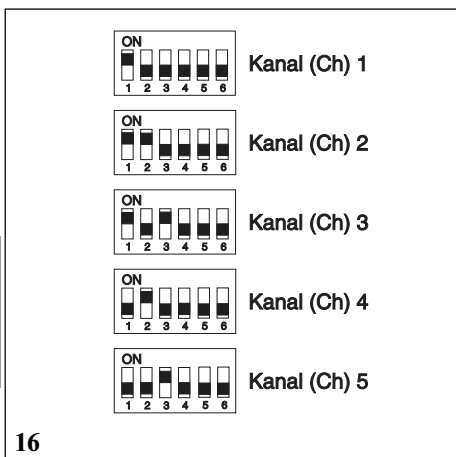 ON
1 2 3 4 5 6
Kanal (Ch) 1
ON
1 2 3 4 5 6
Kanal (Ch) 2
ON
1 2 3 4 5 6
Kanal (Ch) 3
ON
1 2 3 4 5 6
Kanal (Ch) 4
ON
1 2 3 4 5 6
Kanal (Ch) 5
16